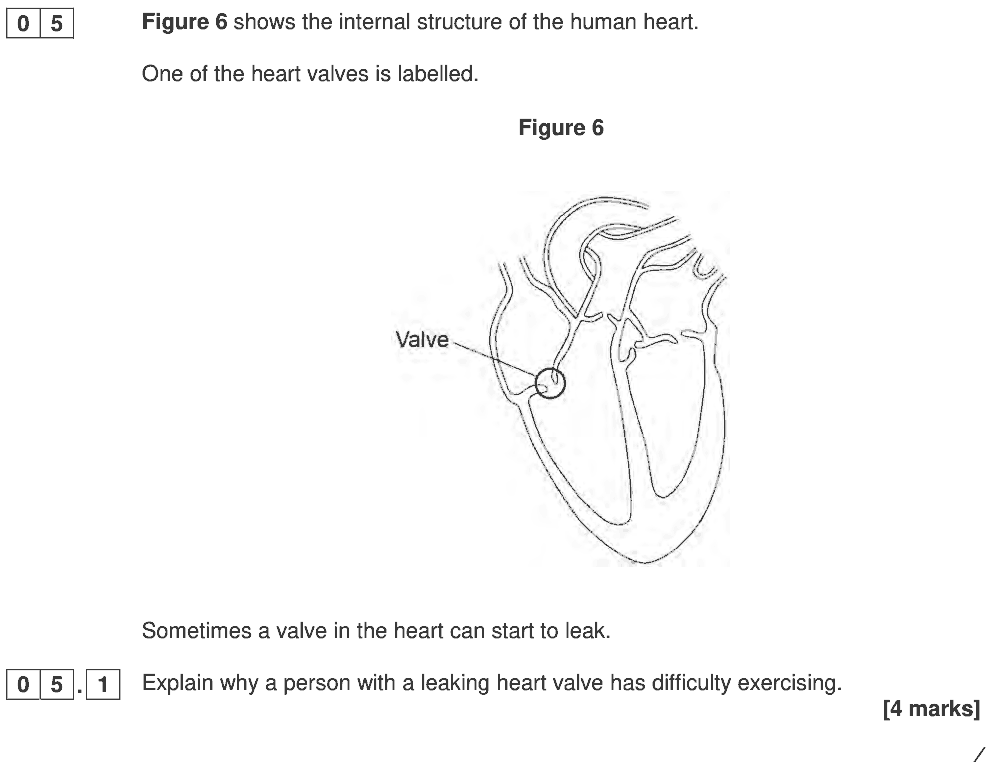 0 5 Figure 6 shows the internal structure of the human heart.
One of the heart valves is labelled.
Figure 6
Valve
Sometimes a valve in the heart can start to leak.
0 5 . 1 Explain why a person with a leaking heart valve has difficulty exercising.
[4 marks]